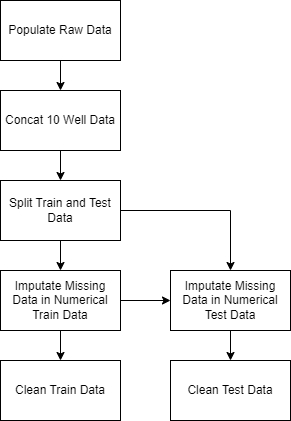 Populate Raw Data
Concat 10 Well Data
Split Train and Test
Data
Imputate Missing
Data in Numerical
Train Data
Imputate Missing
Data in Numerical
Test Data
Clean Train Data
Clean Test Data